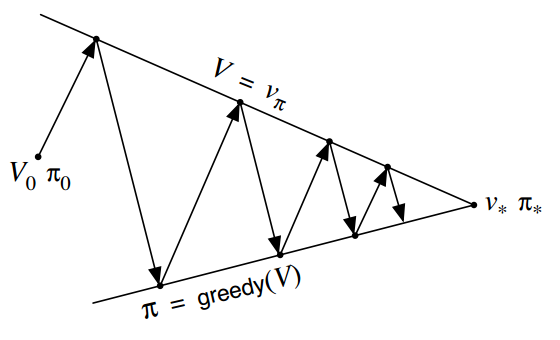 V = vπ
V₀ π₀
v* π*
π = greedy(V)